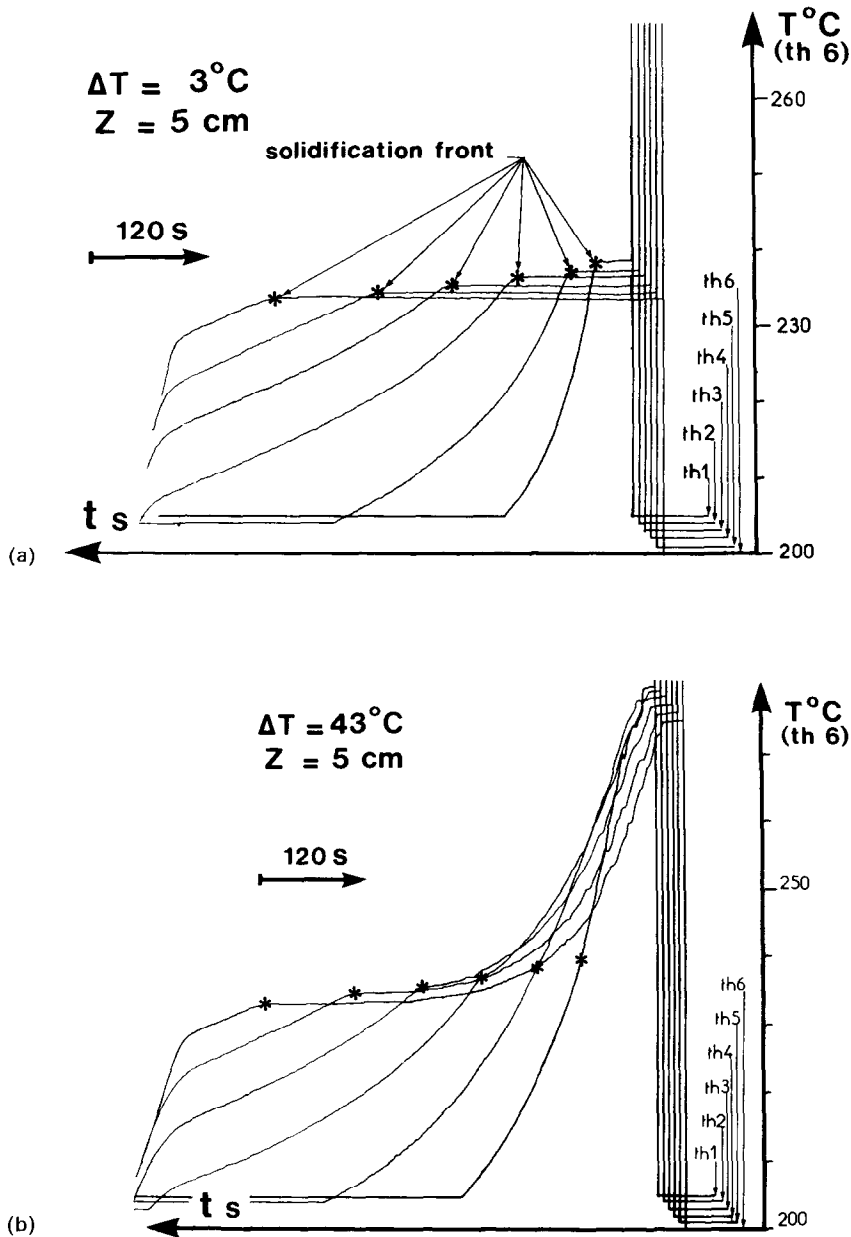 T°C
(th 6)
ΔT = 3°C
Z = 5 cm
260
solidification front
120 s
th6
230
th5
th4
th3
th2
th1
t s
(a)
200
T°C
(th 6)
ΔT = 43°C
Z = 5 cm
120 s
250
th6
th5
th4
th3
th2
th1
t s
(b)
200